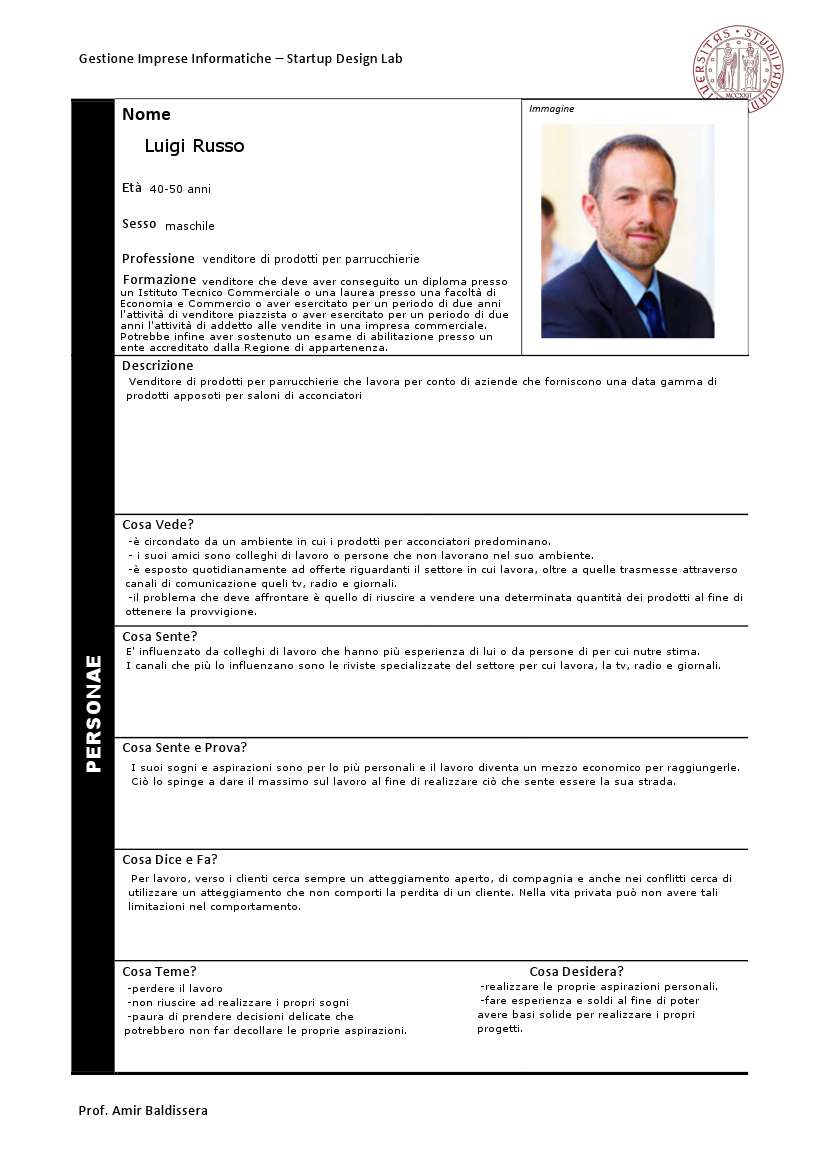 Gestione Imprese Informatiche – Startup Design Lab
UNIVERSITAS • STUDII PADUANI
MCCXXII
Nome
Immagine
Luigi Russo
Età 40-50 anni
Sesso maschile
Professione venditore di prodotti per parrucchierie
Formazione venditore che deve aver conseguito un diploma presso
un Istituto Tecnico Commerciale o una laurea presso una facoltà di
Economia e Commercio o aver esercitato per un periodo di due anni
l'attività di venditore piazzista o aver esercitato per un periodo di due
anni l'attività di addetto alle vendite in una impresa commerciale.
Potrebbe infine aver sostenuto un esame di abilitazione presso un
ente accreditato dalla Regione di appartenenza.
Descrizione
Venditore di prodotti per parrucchierie che lavora per conto di aziende che forniscono una data gamma di
prodotti apposoti per saloni di acconciatori
Cosa Vede?
-è circondato da un ambiente in cui i prodotti per acconciatori predominano.
- i suoi amici sono colleghi di lavoro o persone che non lavorano nel suo ambiente.
-è esposto quotidianamente ad offerte riguardanti il settore in cui lavora, oltre a quelle trasmesse attraverso
canali di comunicazione queli tv, radio e giornali.
-il problema che deve affrontare è quello di riuscire a vendere una determinata quantità dei prodotti al fine di
ottenere la provvigione.
PERSONAE
Cosa Sente?
E' influenzato da colleghi di lavoro che hanno più esperienza di lui o da persone di per cui nutre stima.
I canali che più lo influenzano sono le riviste specializzate del settore per cui lavora, la tv, radio e giornali.
Cosa Sente e Prova?
I suoi sogni e aspirazioni sono per lo più personali e il lavoro diventa un mezzo economico per raggiungerle.
Ciò lo spinge a dare il massimo sul lavoro al fine di realizzare ciò che sente essere la sua strada.
Cosa Dice e Fa?
Per lavoro, verso i clienti cerca sempre un atteggiamento aperto, di compagnia e anche nei conflitti cerca di
utilizzare un atteggiamento che non comporti la perdita di un cliente. Nella vita privata può non avere tali
limitazioni nel comportamento.
Cosa Teme?
-perdere il lavoro
-non riuscire ad realizzare i propri sogni
-paura di prendere decisioni delicate che
potrebbero non far decollare le proprie aspirazioni.
Cosa Desidera?
-realizzare le proprie aspirazioni personali.
-fare esperienza e soldi al fine di poter
avere basi solide per realizzare i propri
progetti.
Prof. Amir Baldissera